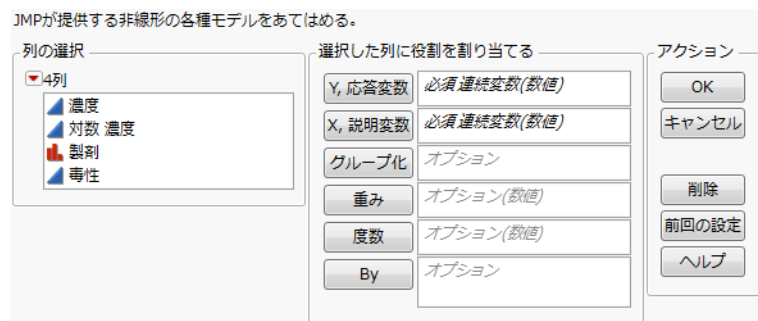 JMPが提供する非線形の各種モデルをあてはめる。
列の選択
4列
濃度
対数 濃度
製剤
毒性
選択した列に役割を割り当てる
Y, 応答変数 必須 連続変数(数値)
X, 説明変数 必須 連続変数(数値)
グループ化 オプション
重み オプション(数値)
度数 オプション(数値)
By オプション
アクション
OK
キャンセル
削除
前回の設定
ヘルプ